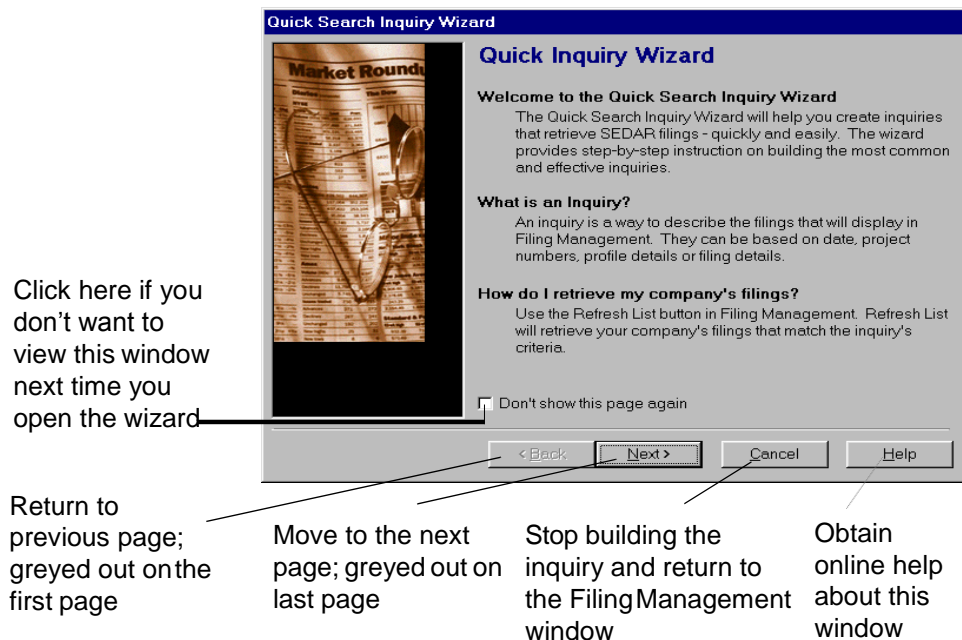 Quick Search Inquiry Wizard
Market Roundu
Quick Inquiry Wizard
Welcome to the Quick Search Inquiry Wizard
The Quick Search Inquiry Wizard will help you create inquiries
that retrieve SEDAR filings - quickly and easily. The wizard
provides step-by-step instruction on building the most common
and effective inquiries.
What is an Inquiry?
An inquiry is a way to describe the filings that will display in
Filing Management. They can be based on date, project
numbers, profile details or filing details.
How do I retrieve my company's filings?
Use the Refresh List button in Filing Management. Refresh List
will retrieve your company's filings that match the inquiry's
criteria.
Don't show this page again
< Back
Next >
Cancel
Help
Click here if you
don't want to
view this window
next time you
open the wizard
Return to
previous page;
greyed out on the
first page
Move to the next
page; greyed out on
last page
Stop building the
inquiry and return to
the Filing Management
window
Obtain
online help
about this
window